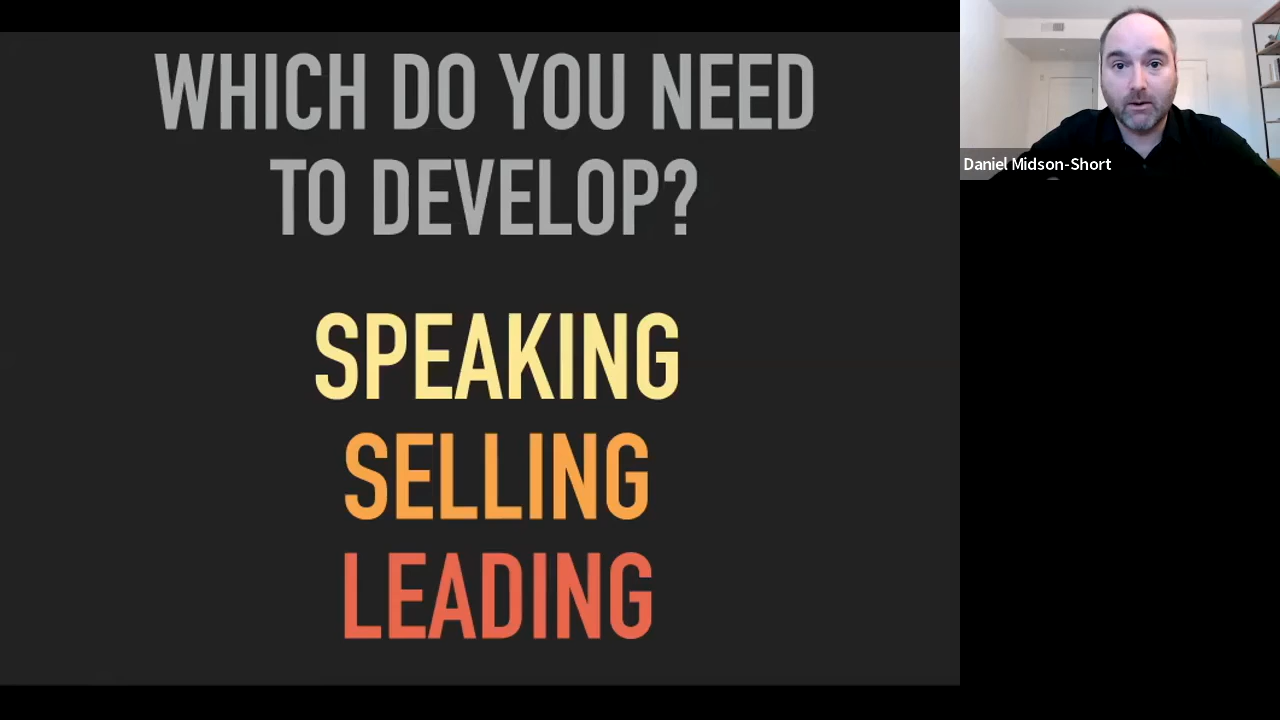 WHICH DO YOU NEED
TO DEVELOP?
SPEAKING
SELLING
LEADING
Daniel Midson-Short